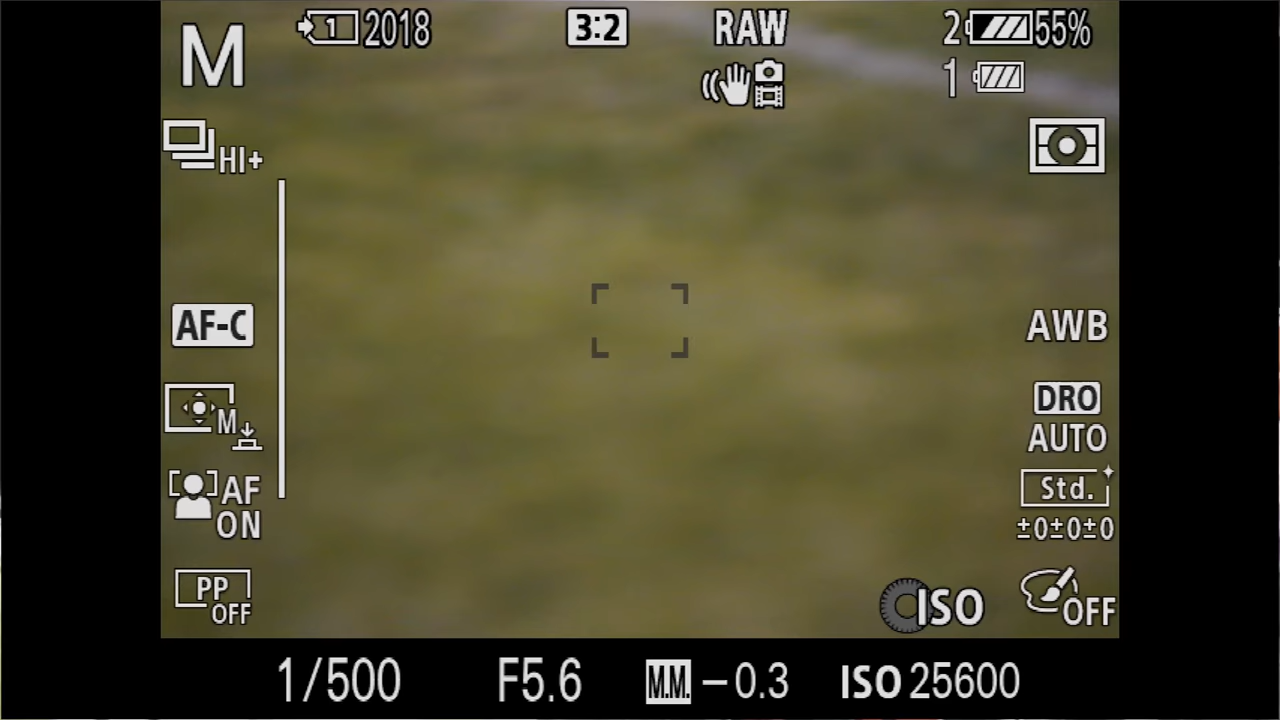 M
1 2018
3:2
RAW
2 55%
1
HI+
AF-C
AWB
M
DRO
AUTO
AF
ON
Std.
±0±0±0
PP
OFF
ISO
OFF
1/500 F5.6 M.M. −0.3 ISO 25600